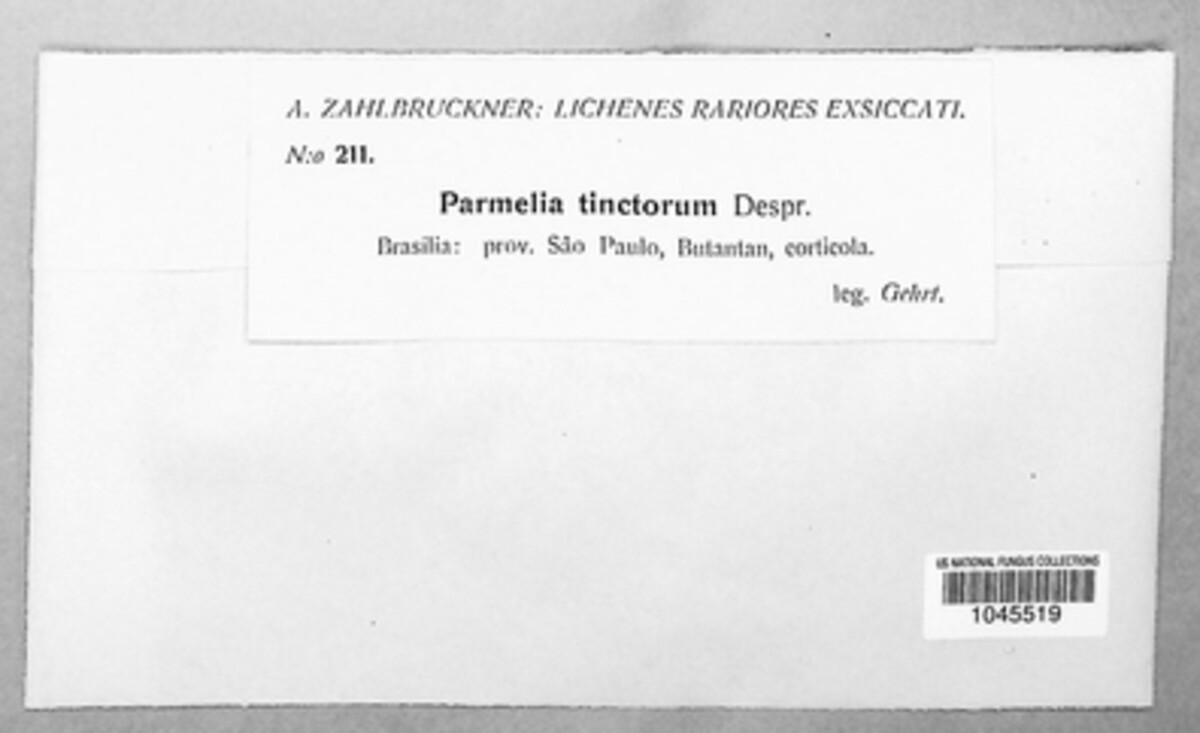 A. ZAHLBRUCKNER: LICHENES RARIORES EXSICCATI.
N:o 211.
Parmelia tinctorum Despr.
Brasilia: prov. São Paulo, Butantan, corticola.
leg. Gehrt.
US NATIONAL FUNGUS COLLECTIONS
1045519